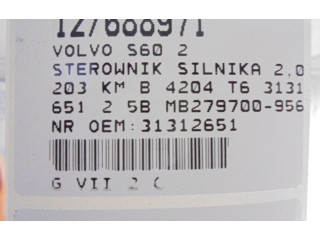 127688971
VOLVO S60 2
STEROWNIK SILNIKA 2,0
203 KM B 4204 T6 3131
651 2 5B MB279700-956
NR OEM:31312651
G VII 2 C